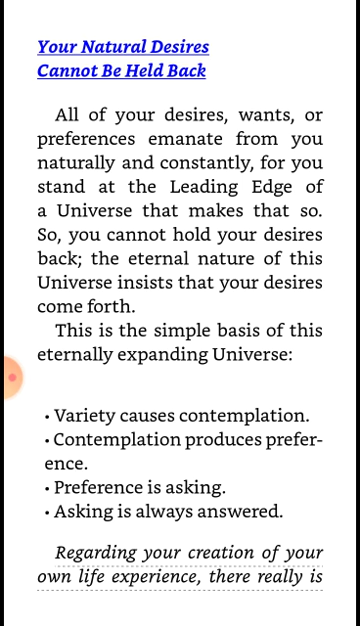 Your Natural Desires
Cannot Be Held Back
All of your desires, wants, or
preferences emanate from you
naturally and constantly, for you
stand at the Leading Edge of
a Universe that makes that so.
So, you cannot hold your desires
back; the eternal nature of this
Universe insists that your desires
come forth.
This is the simple basis of this
eternally expanding Universe:
• Variety causes contemplation.
• Contemplation produces prefer-
ence.
• Preference is asking.
• Asking is always answered.
Regarding your creation of your
own life experience, there really is